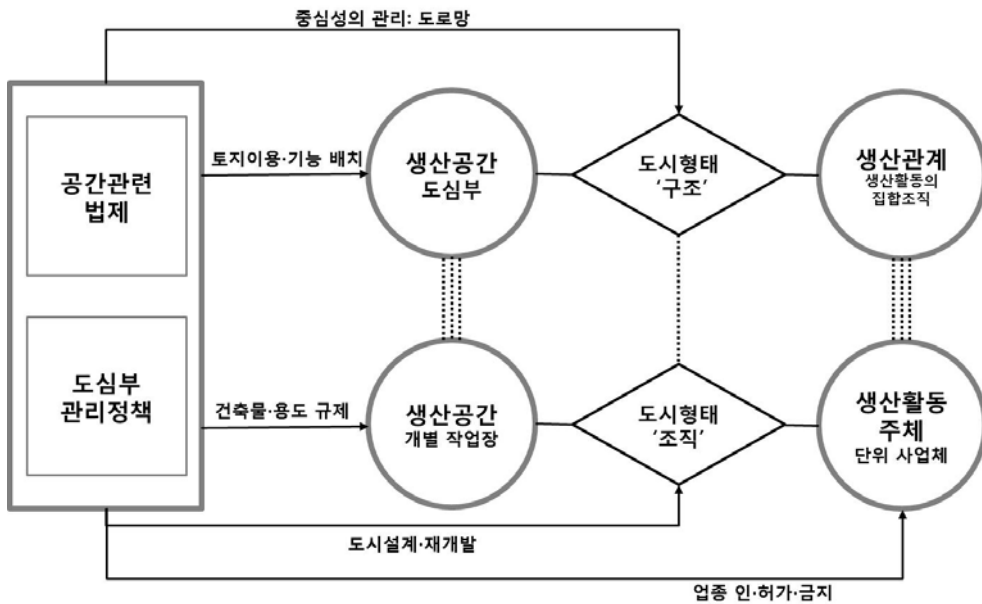 중심성의 관리: 도로망
공간관련
법제
토지이용·기능 배치
생산공간
도심부
도시형태
‘구조’
생산관계
생산활동의
집합조직
도심부
관리정책
건축물·용도 규제
생산공간
개별 작업장
도시형태
‘조직’
생산활동
주체
단위 사업체
도시설계·재개발
업종 인·허가·금지